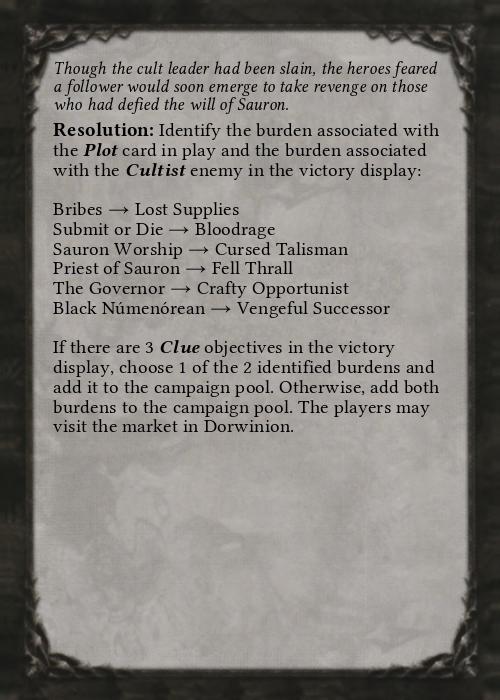 Though the cult leader had been slain, the heroes feared
a follower would soon emerge to take revenge on those
who had defied the will of Sauron.
Resolution: Identify the burden associated with
the Plot card in play and the burden associated
with the Cultist enemy in the victory display:
Bribes → Lost Supplies
Submit or Die → Bloodrage
Sauron Worship → Cursed Talisman
Priest of Sauron → Fell Thrall
The Governor → Crafty Opportunist
Black Númenórean → Vengeful Successor
If there are 3 Clue objectives in the victory
display, choose 1 of the 2 identified burdens and
add it to the campaign pool. Otherwise, add both
burdens to the campaign pool. The players may
visit the market in Dorwinion.